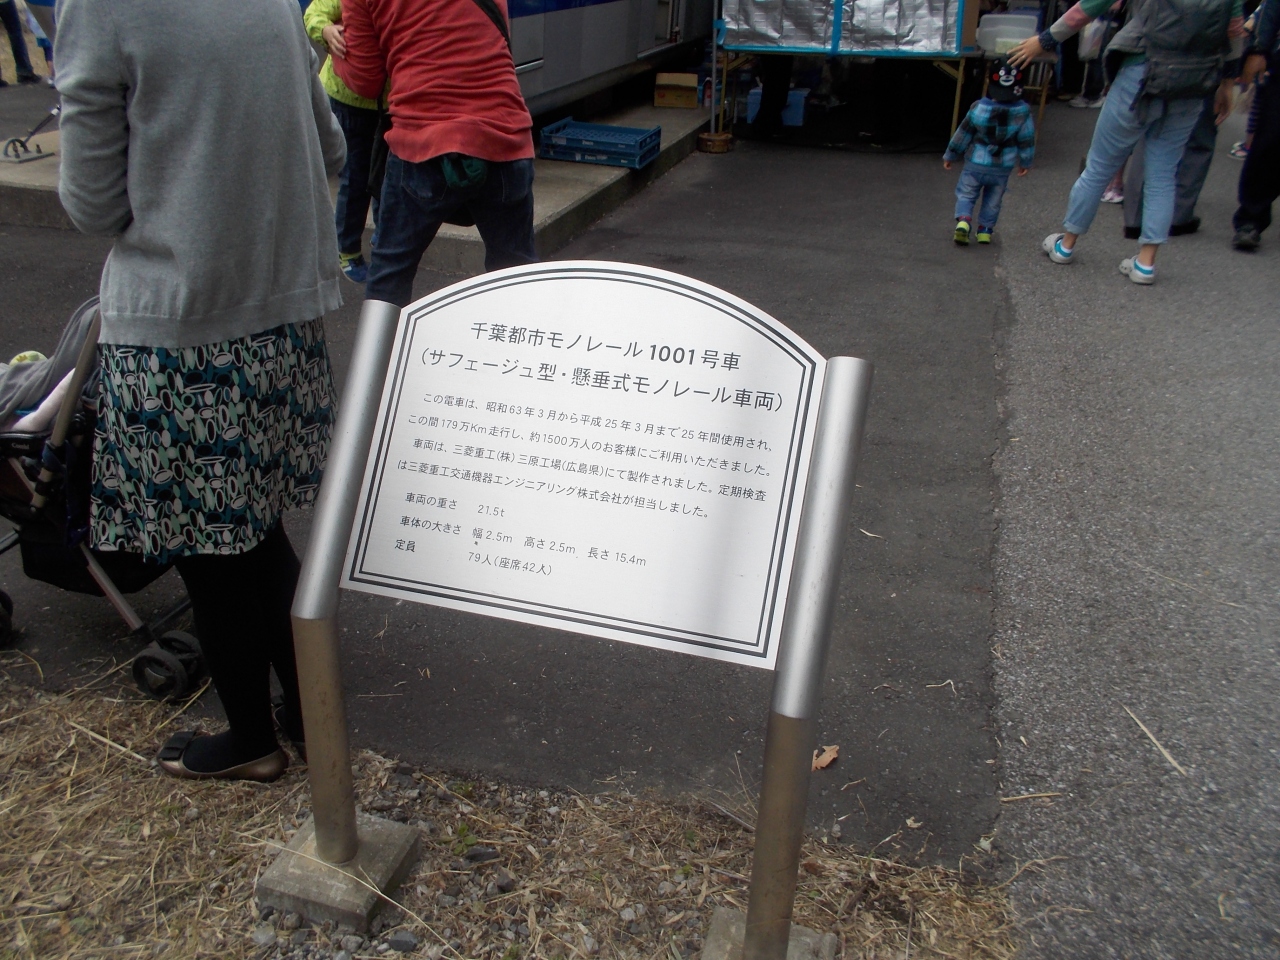 千葉都市モノレール1001号車
(サフェージュ型・懸垂式モノレール車両)
この電車は、昭和63年3月から平成25年3月まで25年間使用され、
この間179万Km走行し、約1500万人のお客様にご利用いただきました。
車両は、三菱重工(株)三原工場(広島県)にて製作されました。定期検査
は三菱重工交通機器エンジニアリング株式会社が担当しました。
車両の重さ 21.5t
車体の大きさ 幅2.5m 高さ2.5m 長さ15.4m
定員 79人(座席42人)